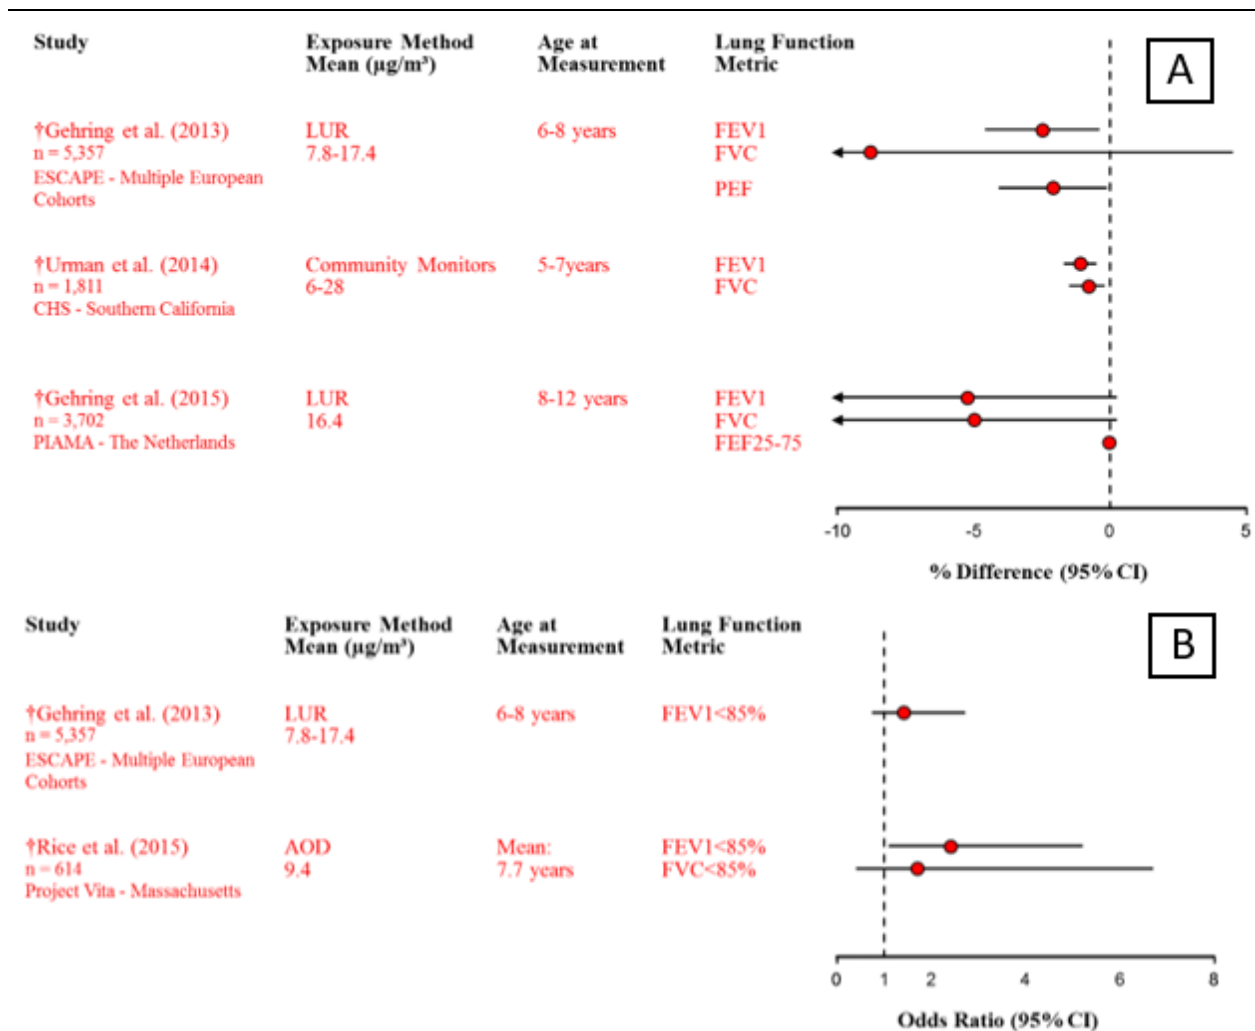 Study Exposure Method Age at Lung Function
Mean (µg/m³) Measurement Metric
A
†Gehring et al. (2013) LUR 6-8 years FEV1
n = 5,357 7.8-17.4 FVC
ESCAPE - Multiple European PEF
Cohorts
†Urman et al. (2014) Community Monitors 5-7years FEV1
n = 1,811 6-28 FVC
CHS - Southern California
†Gehring et al. (2015) LUR 8-12 years FEV1
n = 3,702 16.4 FVC
PIAMA - The Netherlands FEF25-75
-10 -5 0 5
% Difference (95% CI)
Study Exposure Method Age at Lung Function
Mean (µg/m³) Measurement Metric
B
†Gehring et al. (2013) LUR 6-8 years FEV1<85%
n = 5,357 7.8-17.4
ESCAPE - Multiple European
Cohorts
†Rice et al. (2015) AOD Mean: FEV1<85%
n = 614 9.4 7.7 years FVC<85%
Project Vita - Massachusetts
0 1 2 4 6 8
Odds Ratio (95% CI)